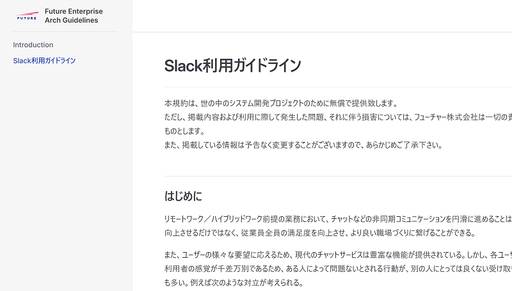 FUTURE
Future Enterprise
Arch Guidelines
Introduction
Slack利用ガイドライン
Slack利用ガイドライン
本規約は、世の中のシステム開発プロジェクトのために無償で提供致します。
ただし、掲載内容および利用に際して発生した問題、それに伴う損害については、フューチャー株式会社は一切の責
ものとします。
また、掲載している情報は予告なく変更することがございますので、あらかじめご了承下さい。
はじめに
リモートワーク／ハイブリッドワーク前提の業務において、チャットなどの非同期コミュニケーションを円滑に進めることは
向上させるだけではなく、従業員全員の満足度を向上させ、より良い職場づくりに繋げることができる。
また、ユーザーの様々な要望に応えるため、現代のチャットサービスは豊富な機能が提供されている。しかし、各ユー
利用者の感覚が千差万別であるため、ある人によって問題ないとされる行動が、別の人にとっては良くない受け取
も多い。例えば次のような対立が考えられる。